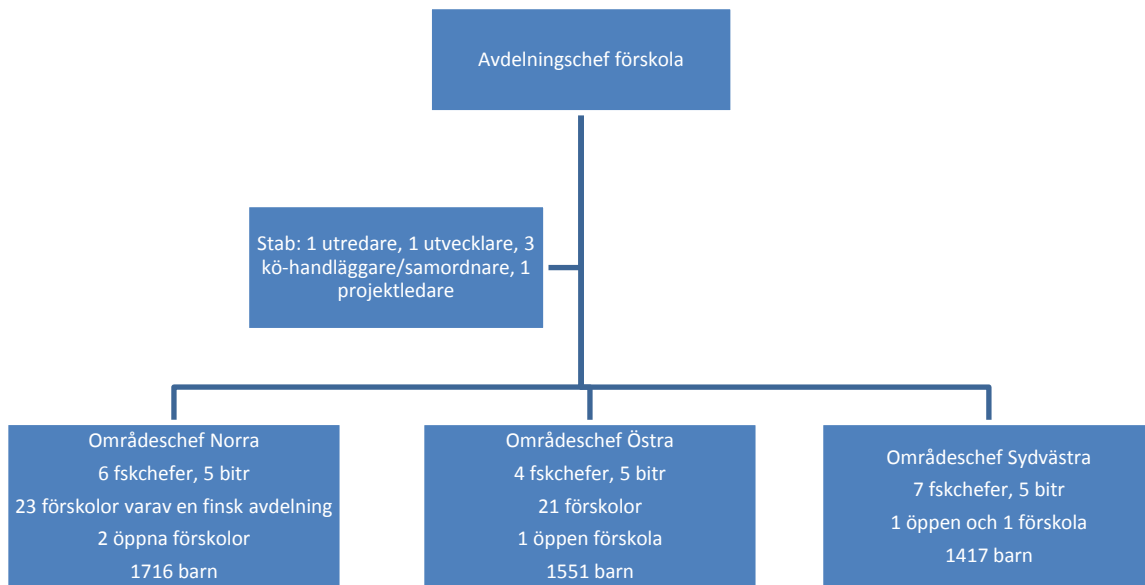 Avdelningschef förskola
Stab: 1 utredare, 1 utvecklare, 3
kö-handläggare/samordnare, 1
projektledare
Områdeschef Norra
6 fskchefer, 5 bitr
23 förskolor varav en finsk avdelning
2 öppna förskolor
1716 barn
Områdeschef Östra
4 fskchefer, 5 bitr
21 förskolor
1 öppen förskola
1551 barn
Områdeschef Sydvästra
7 fskchefer, 5 bitr
1 öppen och 1 förskola
1417 barn